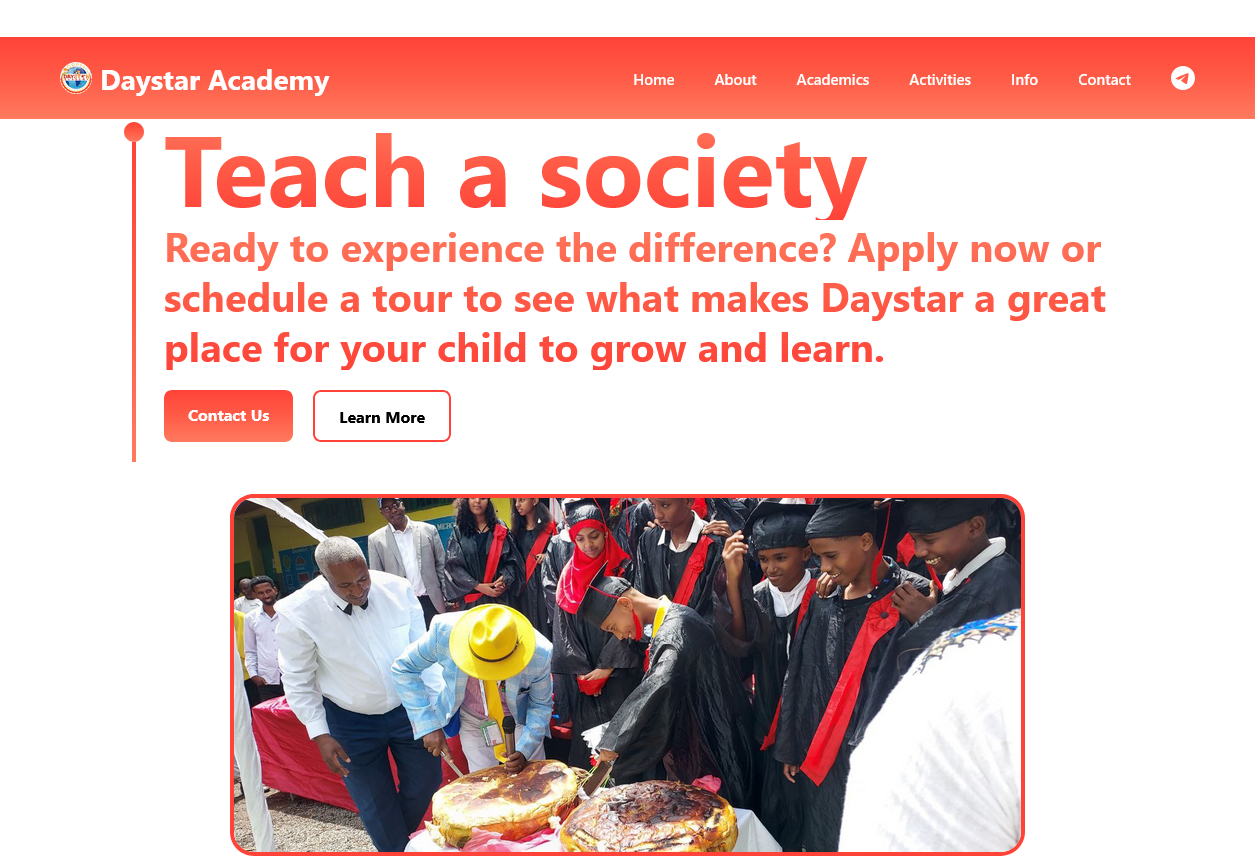 Daystar Academy
Home About Academics Activities Info Contact
Teach a society
Ready to experience the difference? Apply now or
schedule a tour to see what makes Daystar a great
place for your child to grow and learn.
Contact Us Learn More